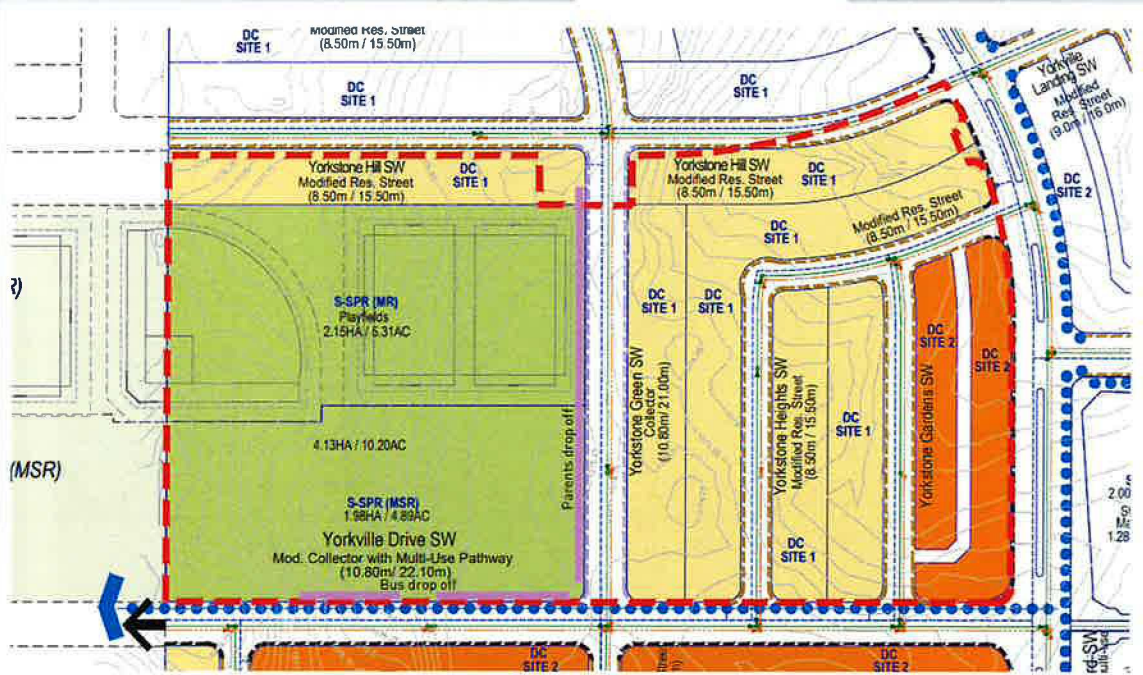 Modified Res. Street
(8.50m / 15.50m)
DC
SITE 1
DC
SITE 1
DC
SITE 1
Yorkville
Landing SW
Modified
Res. Street
(9.0m / 16.0m)
DC
SITE 2
Yorkstone Hill SW
Modified Res. Street
(8.50m / 15.50m)
DC
SITE 1
Yorkstone Hill SW
Modified Res. Street
(8.50m / 15.50m)
DC
SITE 1
Modified Res. Street
(8.50m / 15.50m)
DC
SITE 1
R)
S-SPR (MR)
Playfields
2.15HA / 5.31AC
DC
SITE 1
DC
SITE 1
DC
SITE 2
DC
SITE 2
Yorkstone Green SW
Collector
(10.80m/ 21.00m)
Yorkstone Heights SW
Modified Res. Street
(8.50m / 15.50m)
DC
SITE 1
Yorkstone Gardens SW
Parents drop off
4.13HA / 10.20AC
(MSR)
S-SPR (MSR)
1.98HA / 4.89AC
Yorkville Drive SW
Mod. Collector with Multi-Use Pathway
(10.80m/ 22.10m)
Bus drop off
DC
SITE 1
2.00
1.28
DC
SITE 2
DC
SITE 2